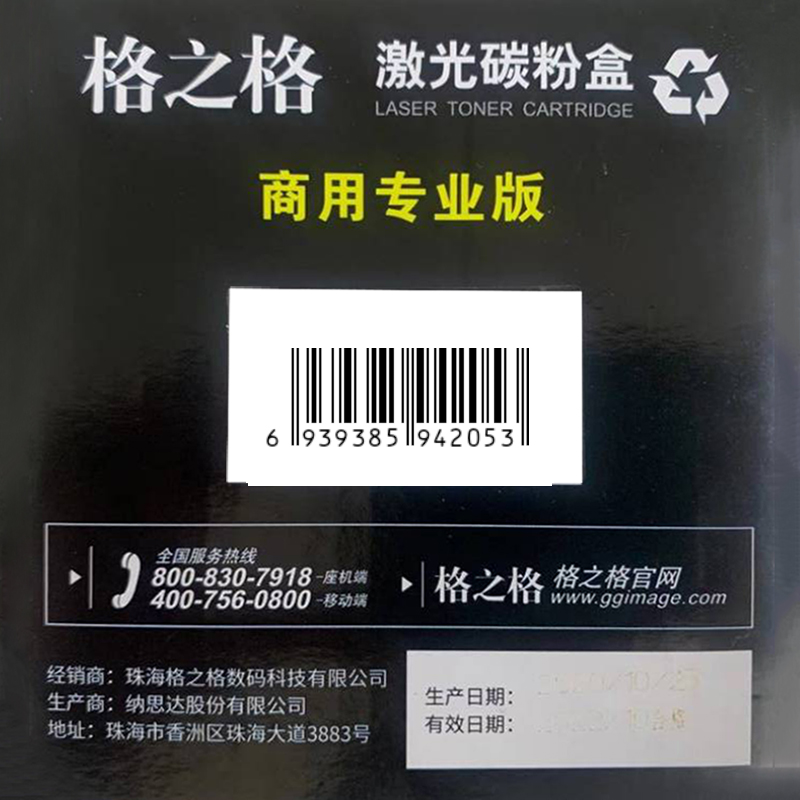 格之格
激光碳粉盒
LASER TONER CARTRIDGE
商用专业版
6 939385 942053
全国服务热线
800-830-7918 -座机端
400-756-0800 -移动端
格之格 格之格官网
www.ggimage.com
经销商：珠海格之格数码科技有限公司
生产商：纳思达股份有限公司
地址：珠海市香洲区珠海大道3883号
生产日期：
有效日期：